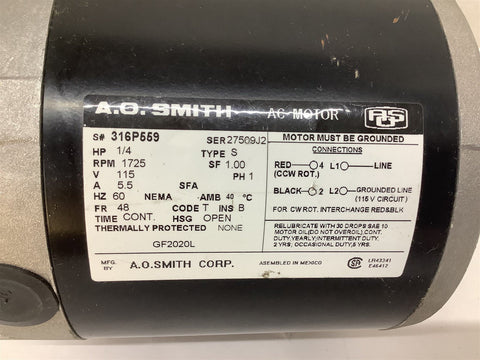 A.O. SMITH AC-MOTOR
S# 316P559 SER 27509J2
HP 1/4 TYPE S
RPM 1725 SF 1.00
V 115 PH 1
A 5.5 SFA
HZ 60 NEMA AMB 40 °C
FR 48 CODE T INS B
TIME CONT. HSG OPEN
THERMALLY PROTECTED NONE
GF2020L
MOTOR MUST BE GROUNDED
CONNECTIONS
RED 4 L1 LINE
(CCW ROT.)
BLACK 2 L2 GROUNDED LINE
(115 V CIRCUIT)
FOR CW ROT. INTERCHANGE RED&BLK
RELUBRICATE WITH 30 DROPS SAE 10
MOTOR OIL(DO NOT OVEROIL).CONT.
DUTY,YEARLY;INTERMITTENT DUTY,
2 YRS; OCCASIONAL DUTY,5 YRS.
MFG. BY A.O.SMITH CORP. ASEMBLED IN MEXICO
LR43341
E46412